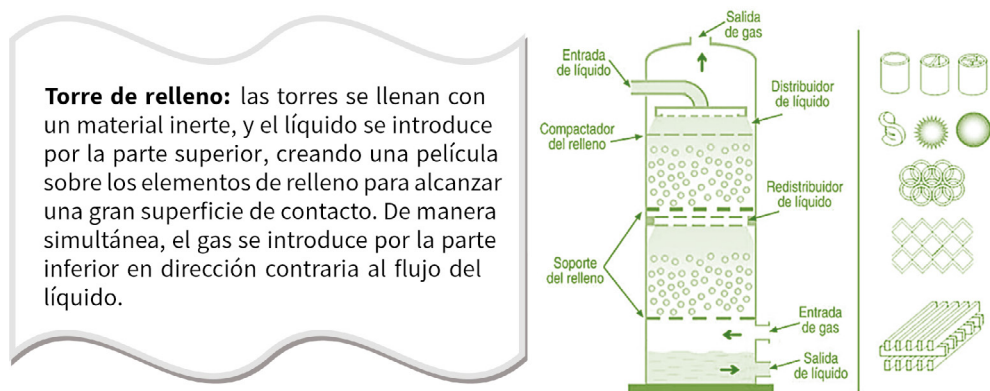 Torre de relleno: las torres se llenan con
un material inerte, y el líquido se introduce
por la parte superior, creando una película
sobre los elementos de relleno para alcanzar
una gran superficie de contacto. De manera
simultánea, el gas se introduce por la parte
inferior en dirección contraria al flujo del
líquido.
Salida
de gas
Entrada
de líquido
Distribuidor
de líquido
Compactador
del relleno
Redistribuidor
de líquido
Soporte
del relleno
Entrada
de gas
Salida
de líquido